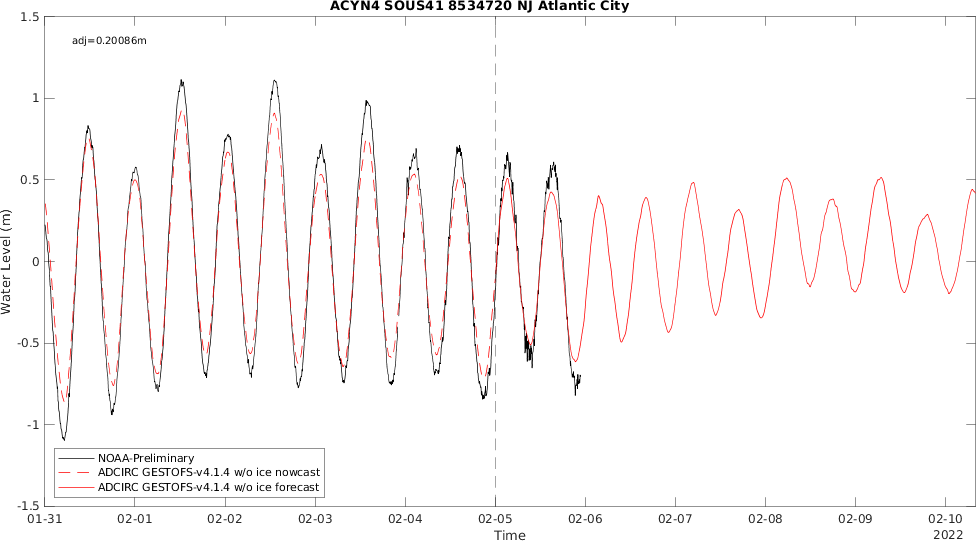 ACYN4 SOUS41 8534720 NJ Atlantic City
1.5
adj=0.20086m
1
0.5
0
-0.5
-1
-1.5
Water Level (m)
NOAA-Preliminary
ADCIRC GESTOFS-v4.1.4 w/o ice nowcast
ADCIRC GESTOFS-v4.1.4 w/o ice forecast
01-31 02-01 02-02 02-03 02-04 02-05 02-06 02-07 02-08 02-09 02-10
Time
2022